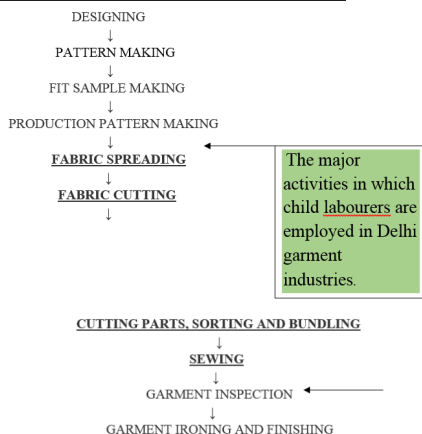 DESIGNING
↓
PATTERN MAKING
↓
FIT SAMPLE MAKING
↓
PRODUCTION PATTERN MAKING
↓
FABRIC SPREADING
↓
FABRIC CUTTING
↓
The major
activities in which
child labourers are
employed in Delhi
garment
industries.
CUTTING PARTS, SORTING AND BUNDLING
↓
SEWING
↓
GARMENT INSPECTION
↓
GARMENT IRONING AND FINISHING